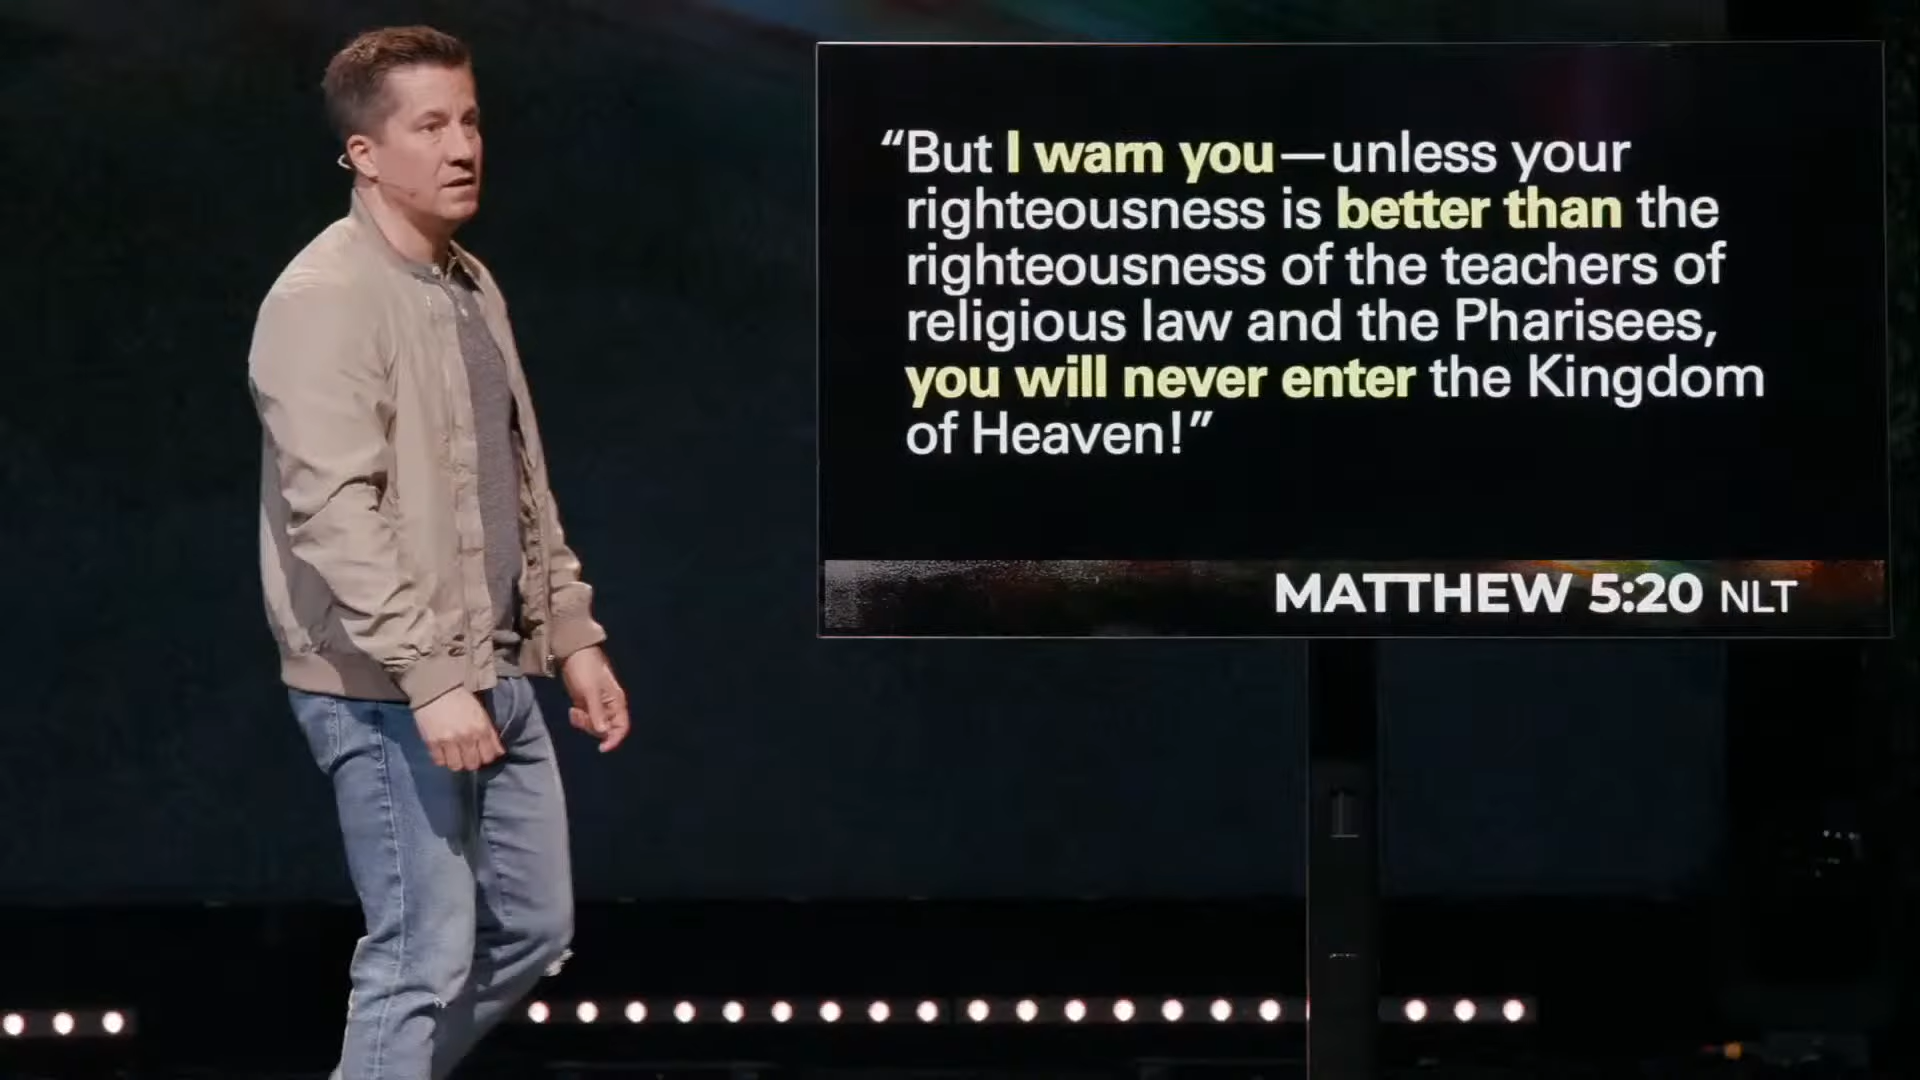 “But I warn you—unless your
righteousness is better than the
righteousness of the teachers of
religious law and the Pharisees,
you will never enter the Kingdom
of Heaven!”
MATTHEW 5:20 NLT